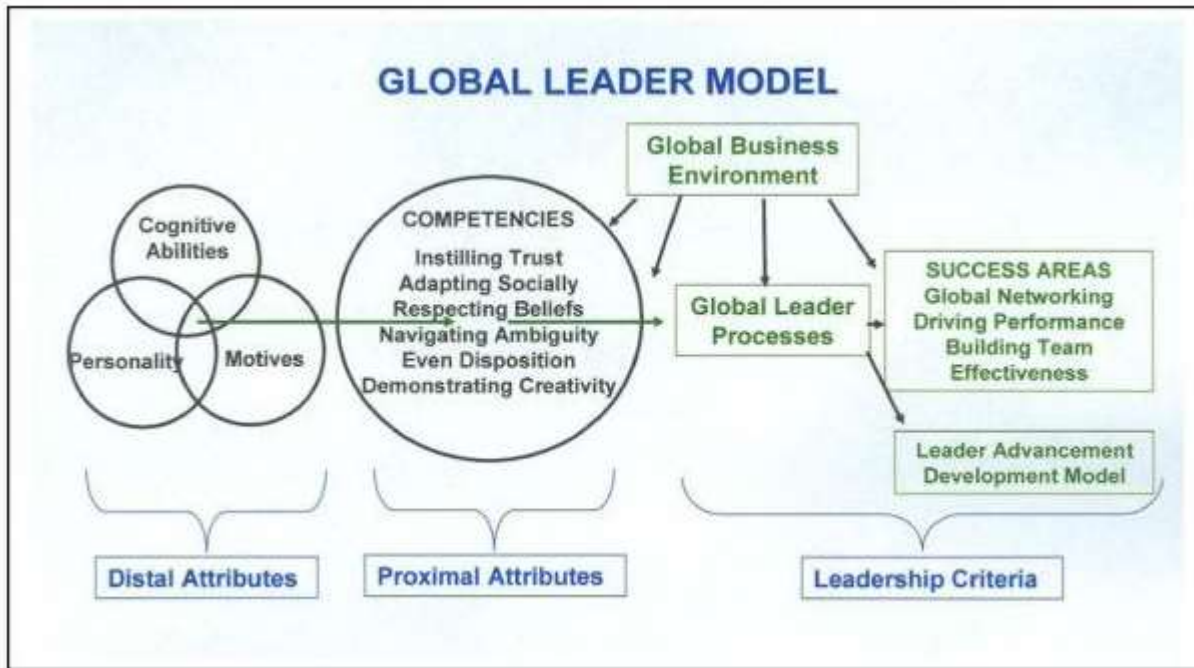 GLOBAL LEADER MODEL
Global Business
Environment
Cognitive
Abilities
Personality
Motives
COMPETENCIES
Instilling Trust
Adapting Socially
Respecting Beliefs
Navigating Ambiguity
Even Disposition
Demonstrating Creativity
Global Leader
Processes
SUCCESS AREAS
Global Networking
Driving Performance
Building Team
Effectiveness
Leader Advancement
Development Model
Distal Attributes
Proximal Attributes
Leadership Criteria